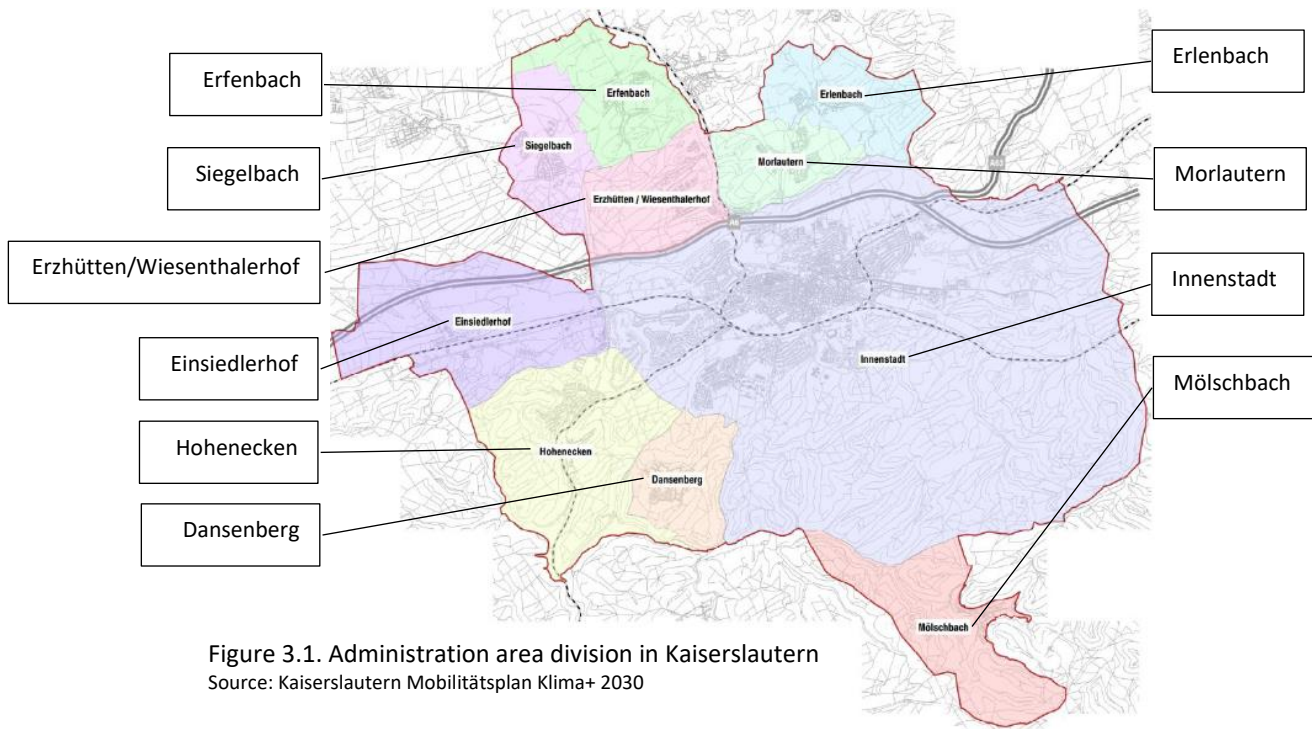 Erfenbach
Siegelbach
Erzhütten/Wiesenthalerhof
Einsiedlerhof
Hohenecken
Dansenberg
Erlenbach
Morlautern
Innenstadt
Mölschbach
Erfenbach
Erlenbach
Siegelbach
Morlautern
A63
Erzhütten / Wiesenthalerhof
A6
Einsiedlerhof
Innenstadt
Hohenecken
Dansenberg
Mölschbach
Figure 3.1. Administration area division in Kaiserslautern
Source: Kaiserslautern Mobilitätsplan Klima+ 2030